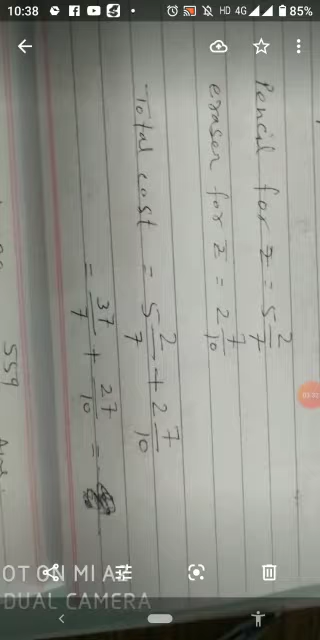 10:38 HD 4G 85%
Pencil for ₹ = 5 2/7
eraser for ₹ = 2 7/10
Total cost = 5 2/7 + 2 7/10
= 37/7 + 27/10 =
559
OT ON MI A
DUAL CAMERA